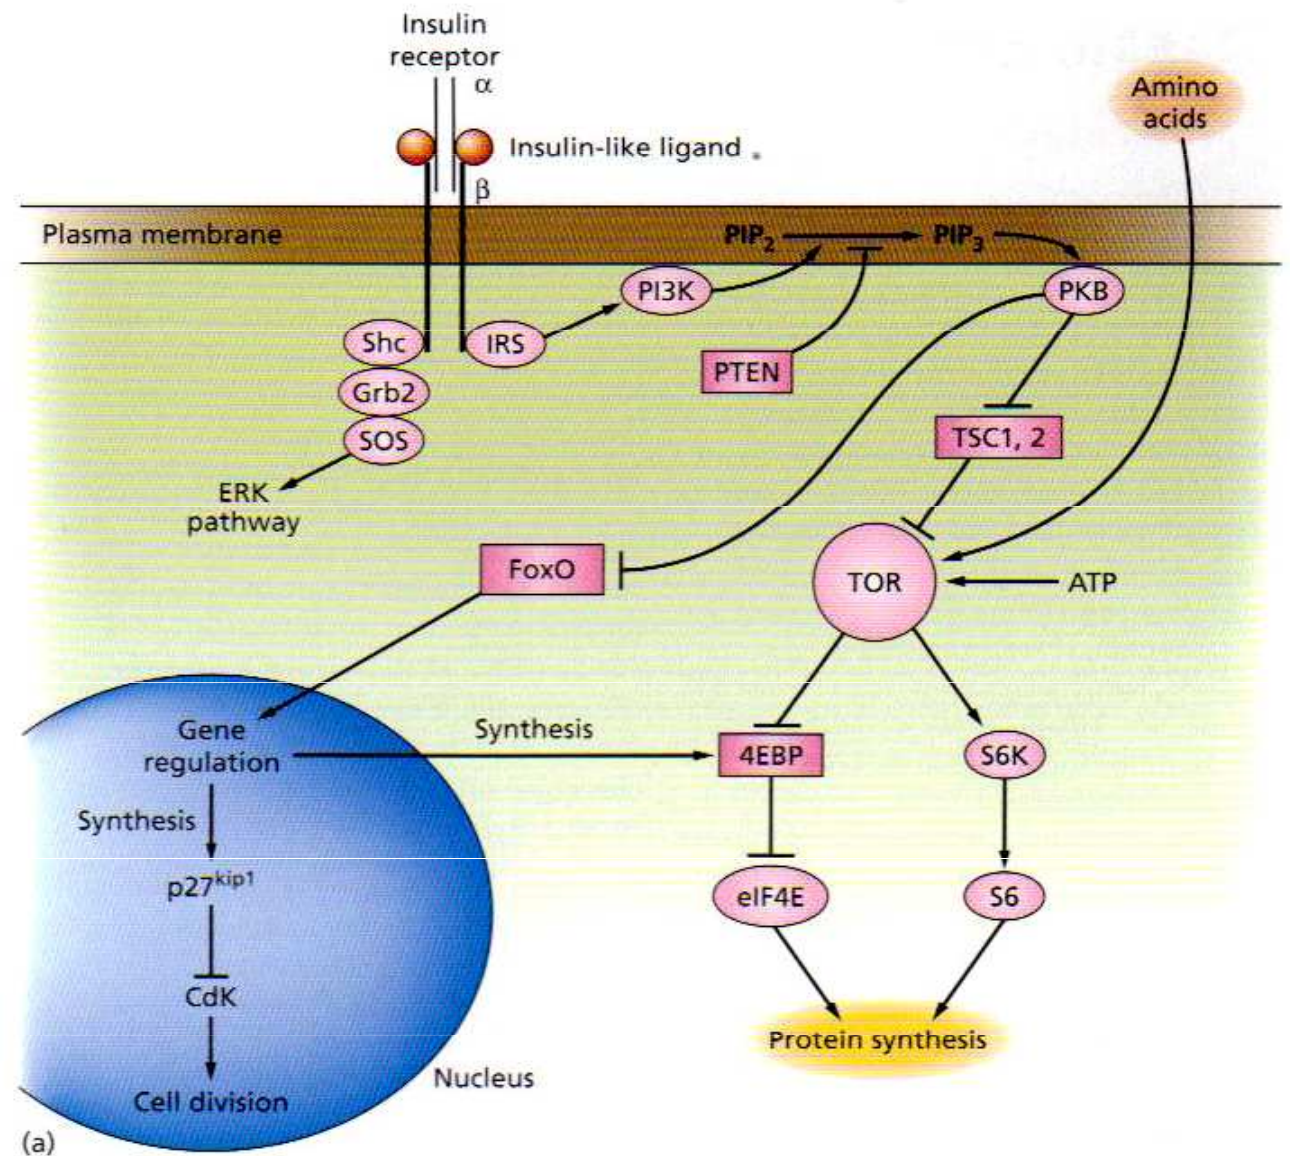 Insulin
receptor
α
Amino
acids
Insulin-like ligand
β
Plasma membrane
PIP2
PIP3
PI3K
PKB
Shc
IRS
PTEN
Grb2
SOS
TSC1, 2
ERK
pathway
FoxO
TOR
ATP
Gene
regulation
Synthesis
4EBP
S6K
Synthesis
p27kip1
eIF4E
S6
CdK
Protein synthesis
Nucleus
Cell division
(a)